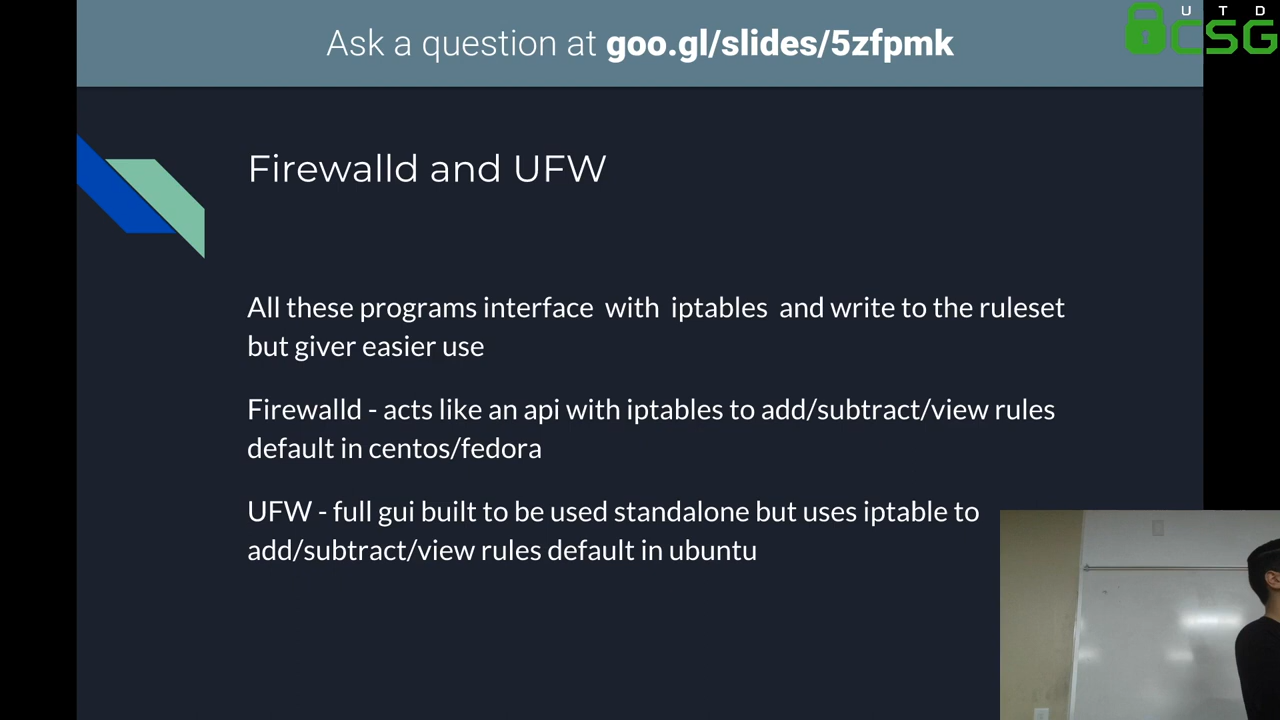 Ask a question at goo.gl/slides/5zfpmk
U T D
CSG
Firewalld and UFW
All these programs interface with iptables and write to the ruleset
but giver easier use
Firewalld - acts like an api with iptables to add/subtract/view rules
default in centos/fedora
UFW - full gui built to be used standalone but uses iptable to
add/subtract/view rules default in ubuntu